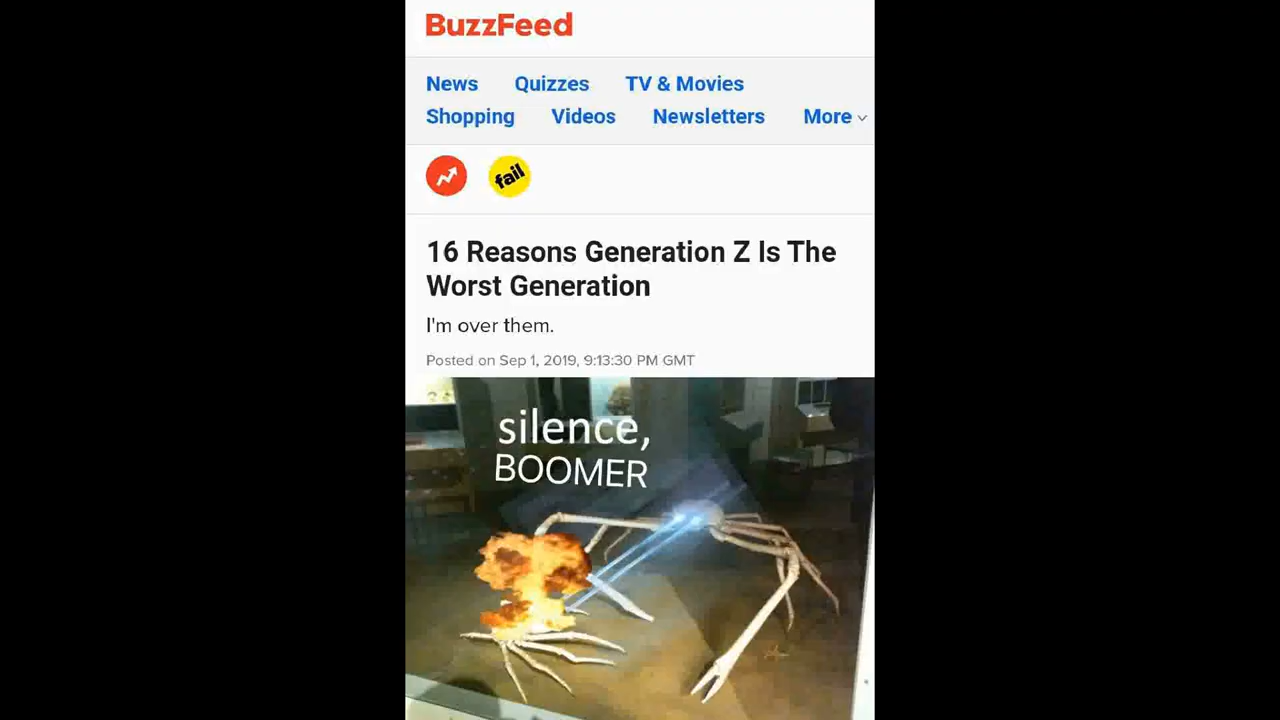 BuzzFeed
News Quizzes TV & Movies
Shopping Videos Newsletters More
fail
16 Reasons Generation Z Is The
Worst Generation
I'm over them.
Posted on Sep 1, 2019, 9:13:30 PM GMT
silence,
BOOMER